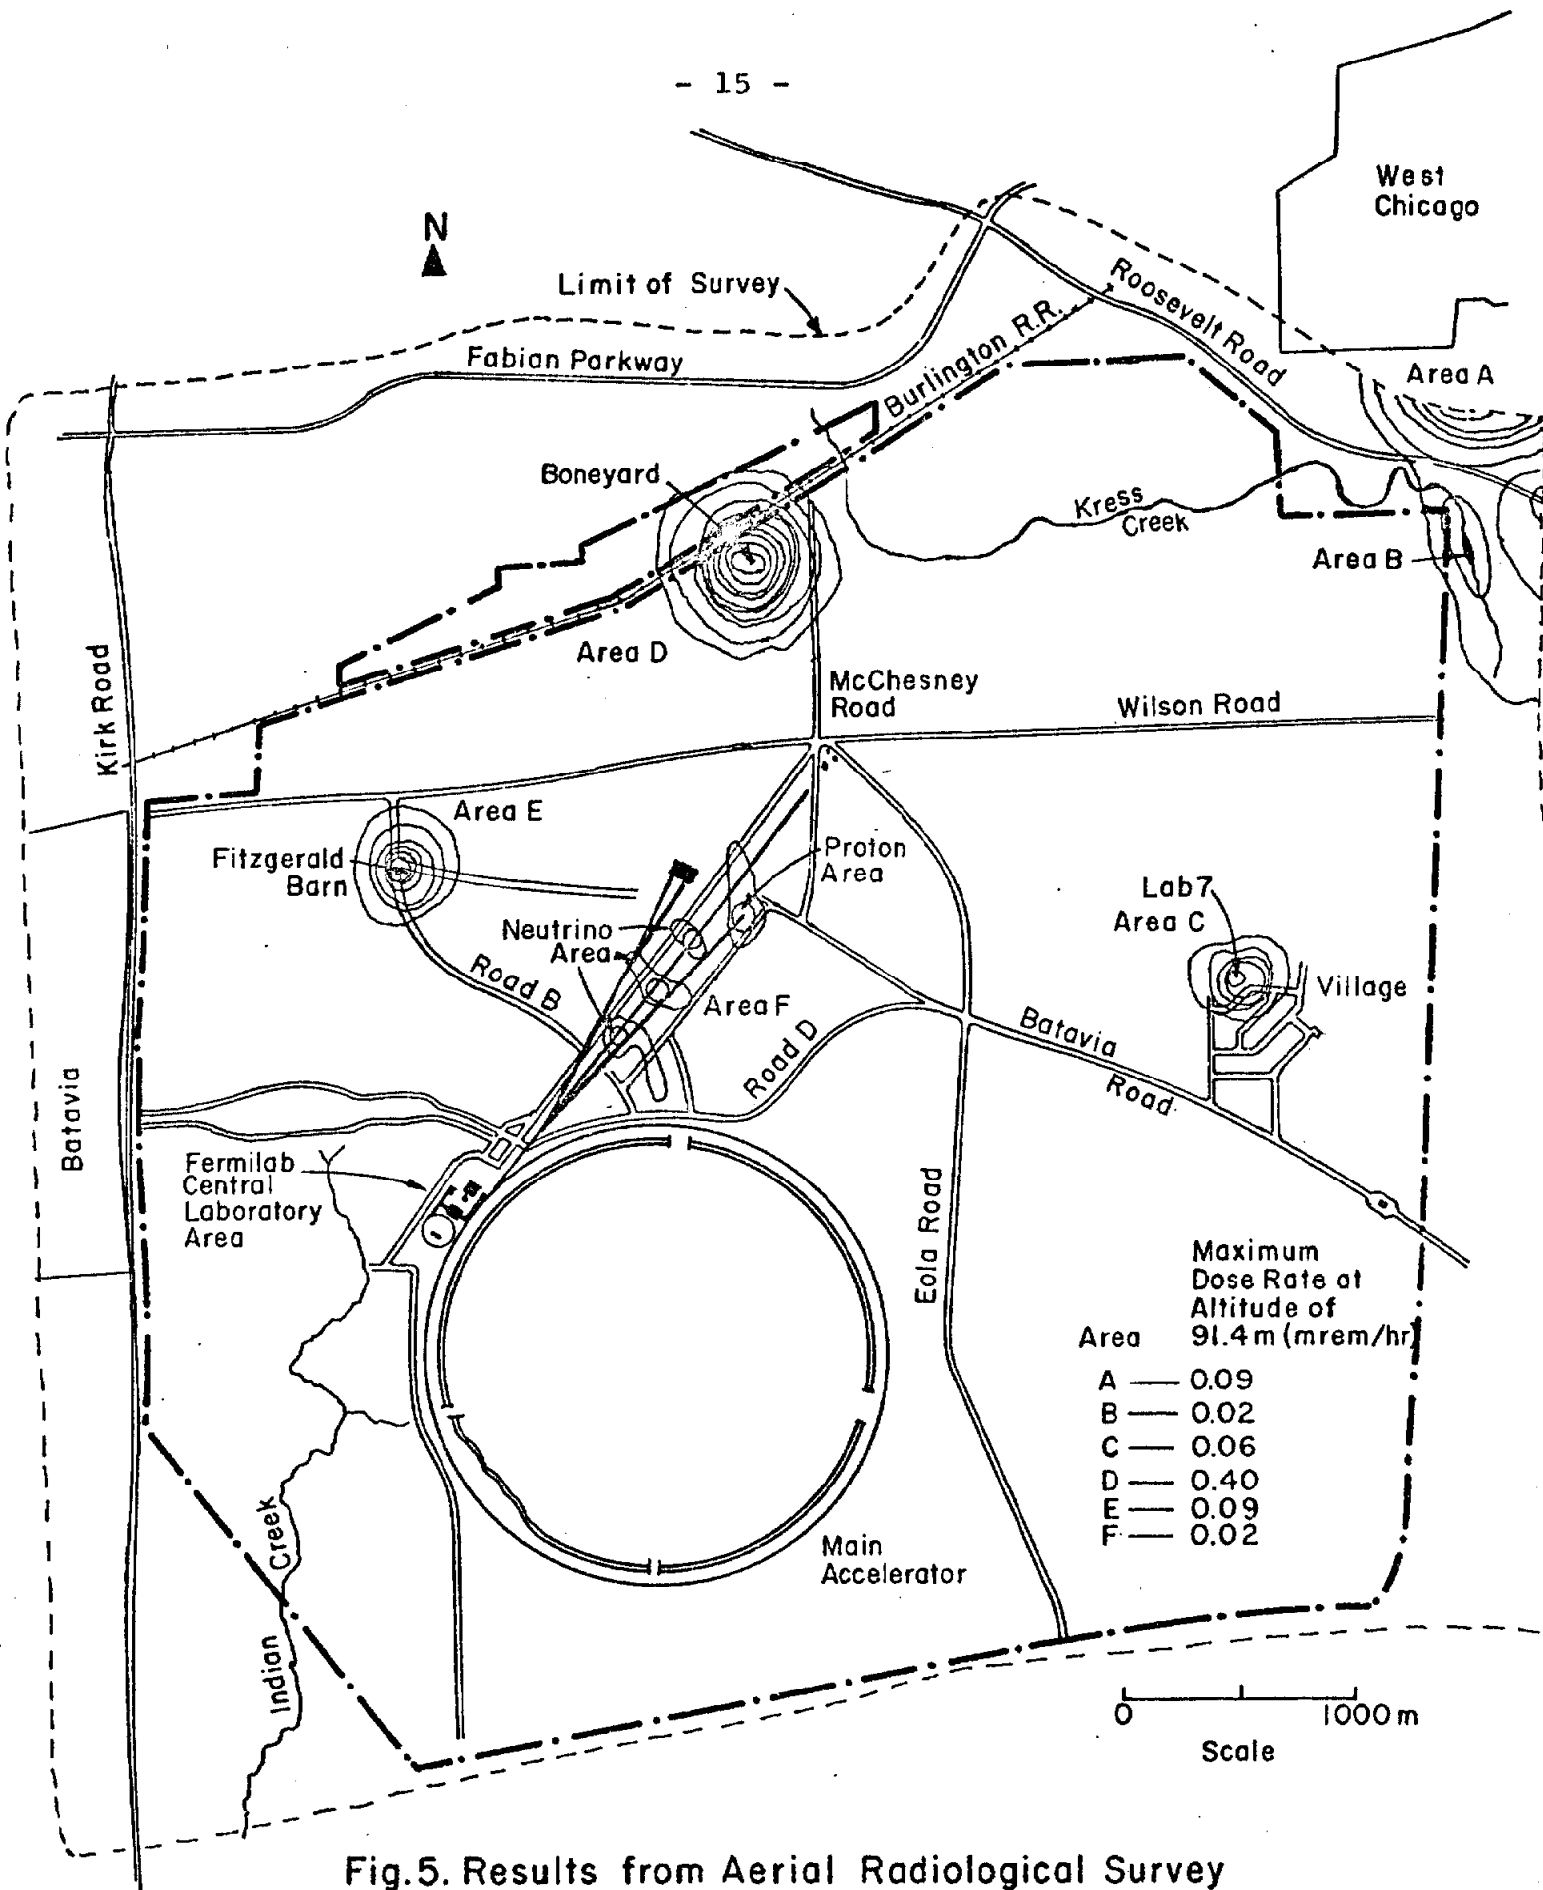 - 15 -
West
Chicago
N
Limit of Survey
Roosevelt Road
Burlington R.R.
Fabian Parkway
Area A
Boneyard
Kress
Creek
Area B
Area D
Kirk Road
McChesney
Road
Wilson Road
Area E
Fitzgerald
Barn
Proton
Area
Lab7
Area C
Neutrino
Area
Road B
Area F
Village
Road D
Batavia
Road
Batavia
Fermilab
Central
Laboratory
Area
Eola Road
Maximum
Dose Rate at
Altitude of
Area 91.4m (mrem/hr)
A — 0.09
B — 0.02
C — 0.06
D — 0.40
E — 0.09
F — 0.02
Main
Accelerator
Indian Creek
0 1000m
Scale
Fig.5. Results from Aerial Radiological Survey